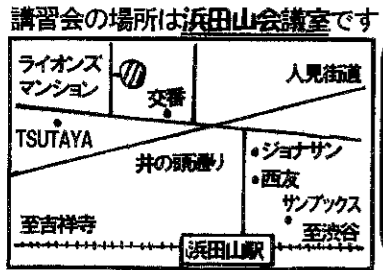 講習会の場所は浜田山会議室です
ライオンズ
マンション
交番
人見街道
TSUTAYA
井の頭通り
ジョナサン
西友
サンブックス
至吉祥寺
至渋谷
浜田山駅